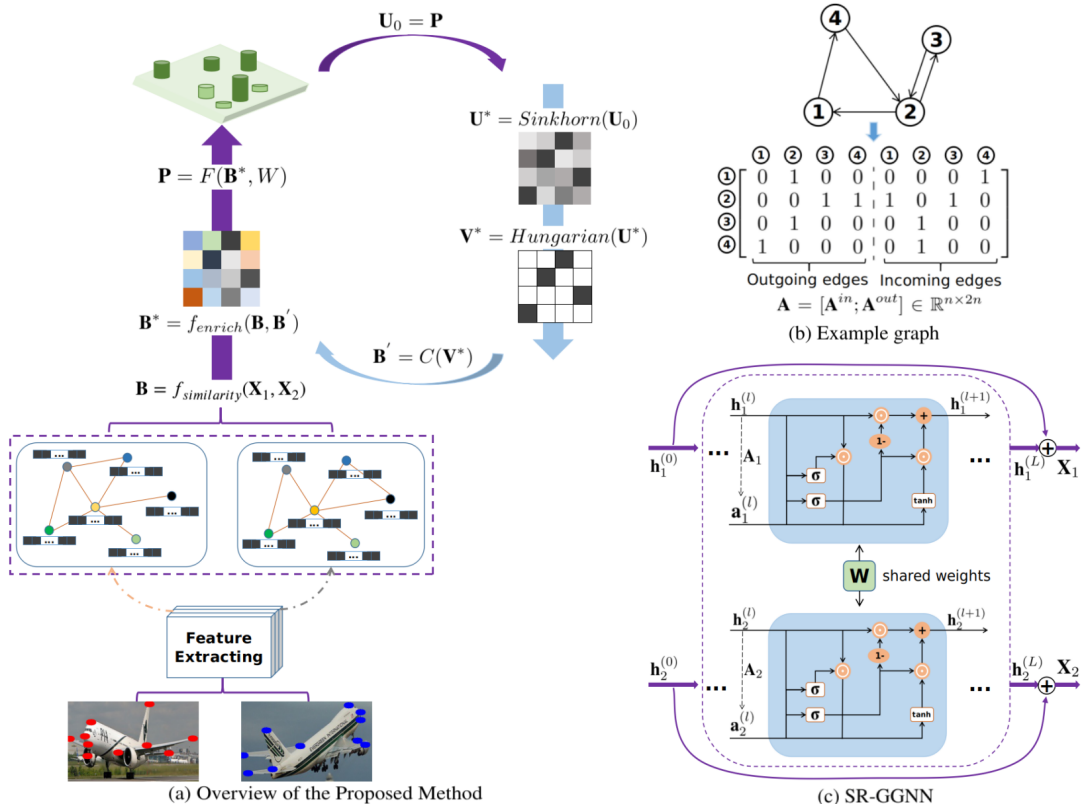 U₀ = P
U* = Sinkhorn(U₀)
P = F(B*, W)
V* = Hungarian(U*)
B* = f_enrich(B, B′)
B′ = C(V*)
B = f_similarity(X₁, X₂)
... 
...
...
...
...
...
...
...
...
...
...
...
Feature
Extracting
(a) Overview of the Proposed Method
4
3
1
2
① ② ③ ④ ① ② ③ ④
① 0 1 0 0 0 0 0 1
② 0 0 1 1 1 0 1 0
③ 0 1 0 0 0 1 0 0
④ 1 0 0 0 0 1 0 0
Outgoing edges Incoming edges
A = [A^in; A^out] ∈ ℝ^{n×2n}
(b) Example graph
h₁^(l) h₁^(l+1)
1-
h₁^(0) ... A₁ σ ... h₁^(L) + X₁
σ tanh
a₁^(l)
W shared weights
h₂^(l) h₂^(l+1)
1-
h₂^(0) ... A₂ σ ... h₂^(L) + X₂
σ tanh
a₂^(l)
(c) SR-GGNN